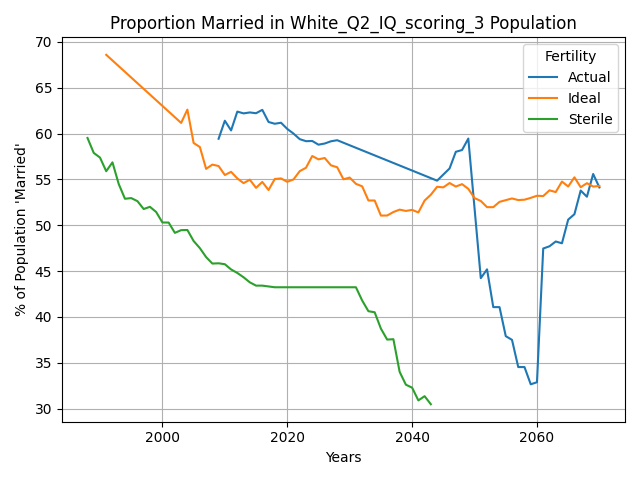 Proportion Married in White_Q2_IQ_scoring_3 Population
% of Population 'Married'
70
65
60
55
50
45
40
35
30
Fertility
Actual
Ideal
Sterile
2000
2020
2040
2060
Years